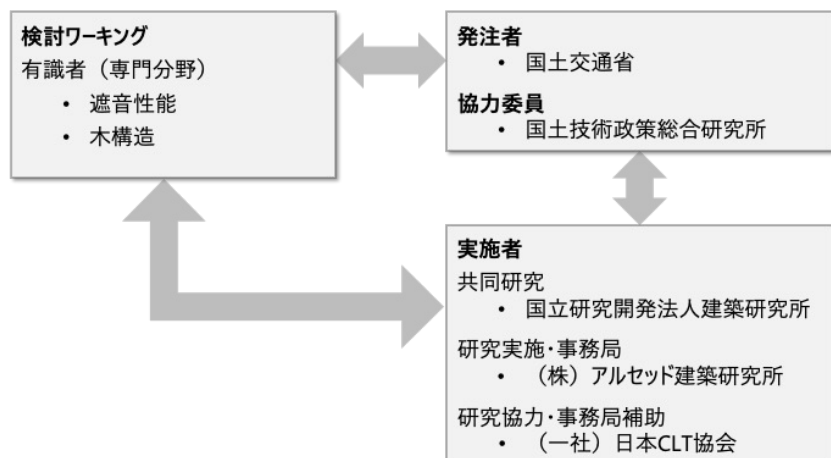 検討ワーキング
有識者（専門分野）
• 遮音性能
• 木構造
発注者
• 国土交通省
協力委員
• 国土技術政策総合研究所
実施者
共同研究
• 国立研究開発法人建築研究所
研究実施・事務局
• （株）アルセッド建築研究所
研究協力・事務局補助
• （一社）日本CLT協会